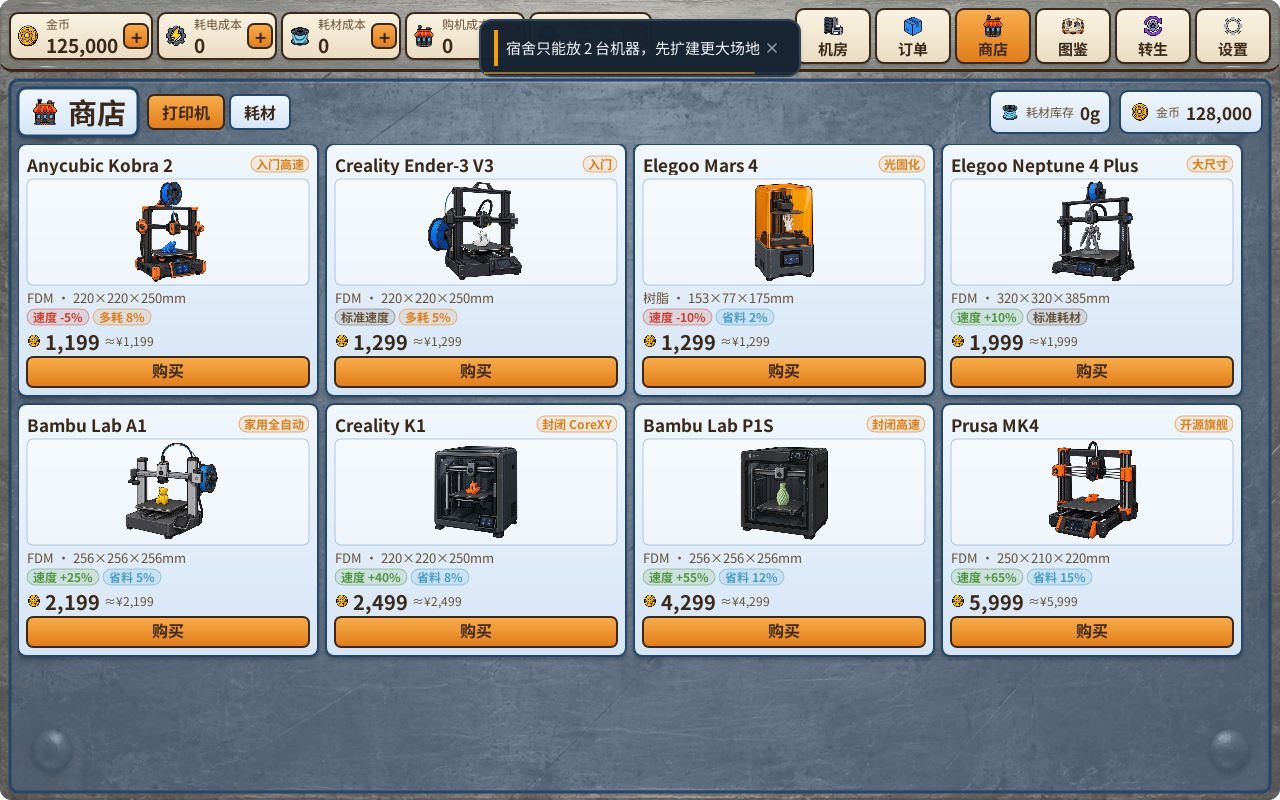 金币
125,000
耗电成本
0
耗材成本
0
购机成
0
宿舍只能放 2 台机器，先扩建更大场地
机房
订单
商店
图鉴
转生
设置
商店
打印机
耗材
耗材库存 0g
金币 128,000
Anycubic Kobra 2 入门高速
FDM · 220×220×250mm
速度 -5% 多耗 8%
1,199 ≈¥1,199
购买
Creality Ender-3 V3 入门
FDM · 220×220×250mm
标准速度 多耗 5%
1,299 ≈¥1,299
购买
Elegoo Mars 4 光固化
树脂 · 153×77×175mm
速度 -10% 省料 2%
1,299 ≈¥1,299
购买
Elegoo Neptune 4 Plus 大尺寸
FDM · 320×320×385mm
速度 +10% 标准耗材
1,999 ≈¥1,999
购买
Bambu Lab A1 家用全自动
FDM · 256×256×256mm
速度 +25% 省料 5%
2,199 ≈¥2,199
购买
Creality K1 封闭 CoreXY
FDM · 220×220×250mm
速度 +40% 省料 8%
2,499 ≈¥2,499
购买
Bambu Lab P1S 封闭高速
FDM · 256×256×256mm
速度 +55% 省料 12%
4,299 ≈¥4,299
购买
Prusa MK4 开源旗舰
FDM · 250×210×220mm
速度 +65% 省料 15%
5,999 ≈¥5,999
购买